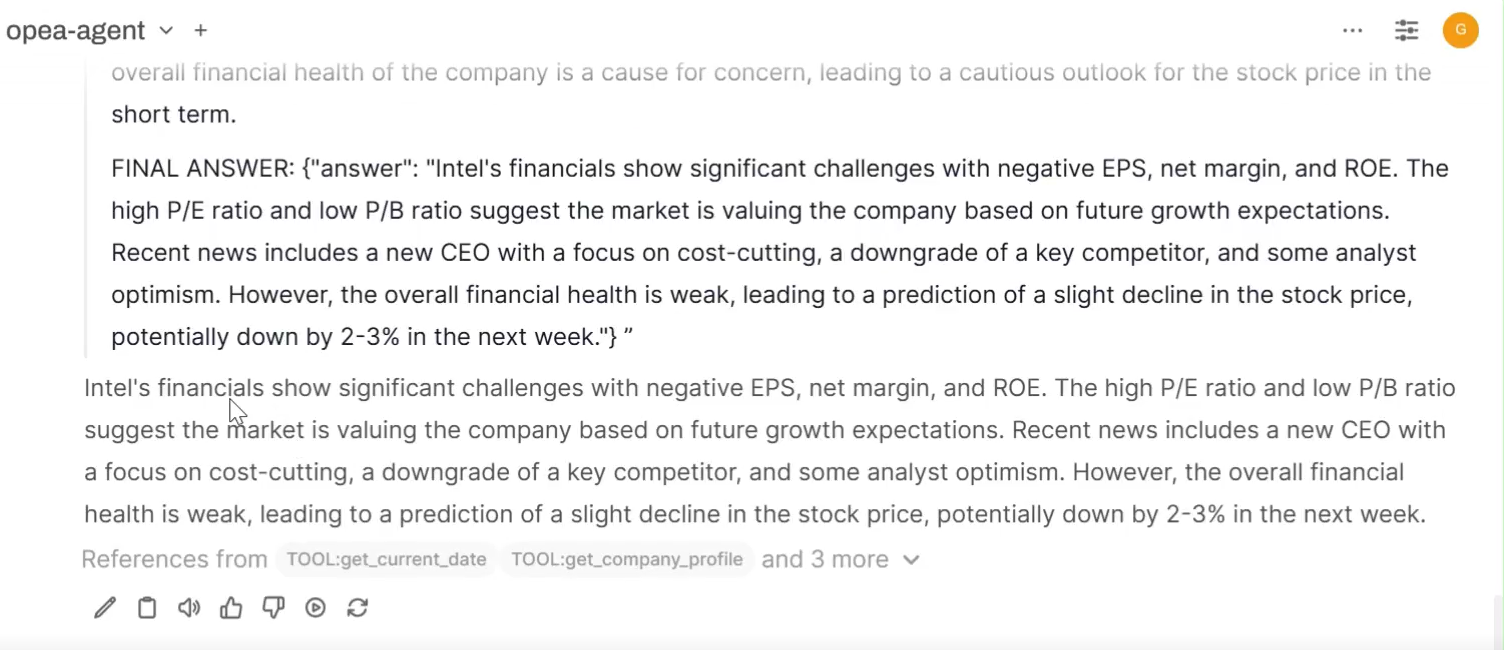 opea-agent
G
overall financial health of the company is a cause for concern, leading to a cautious outlook for the stock price in the
short term.
FINAL ANSWER: {"answer": "Intel's financials show significant challenges with negative EPS, net margin, and ROE. The
high P/E ratio and low P/B ratio suggest the market is valuing the company based on future growth expectations.
Recent news includes a new CEO with a focus on cost-cutting, a downgrade of a key competitor, and some analyst
optimism. However, the overall financial health is weak, leading to a prediction of a slight decline in the stock price,
potentially down by 2-3% in the next week."} ”
Intel's financials show significant challenges with negative EPS, net margin, and ROE. The high P/E ratio and low P/B ratio
suggest the market is valuing the company based on future growth expectations. Recent news includes a new CEO with
a focus on cost-cutting, a downgrade of a key competitor, and some analyst optimism. However, the overall financial
health is weak, leading to a prediction of a slight decline in the stock price, potentially down by 2-3% in the next week.
References from TOOL:get_current_date TOOL:get_company_profile and 3 more